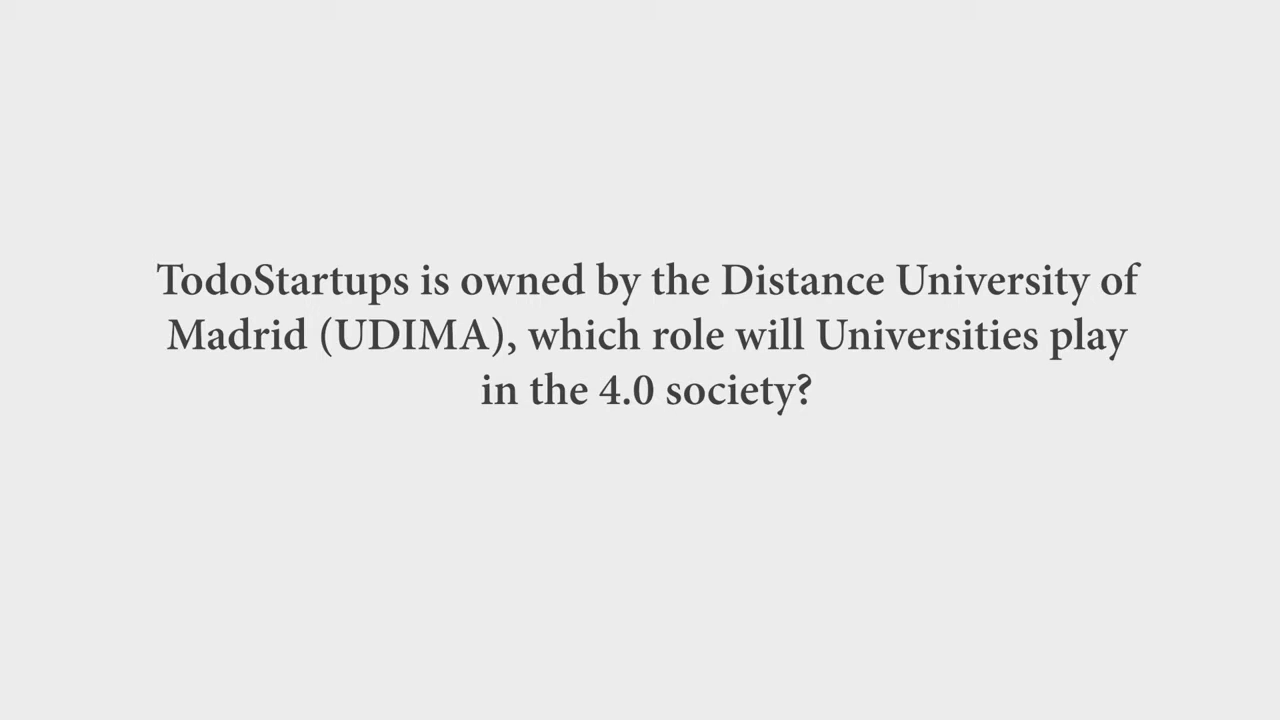 TodoStartups is owned by the Distance University of
Madrid (UDIMA), which role will Universities play
in the 4.0 society?